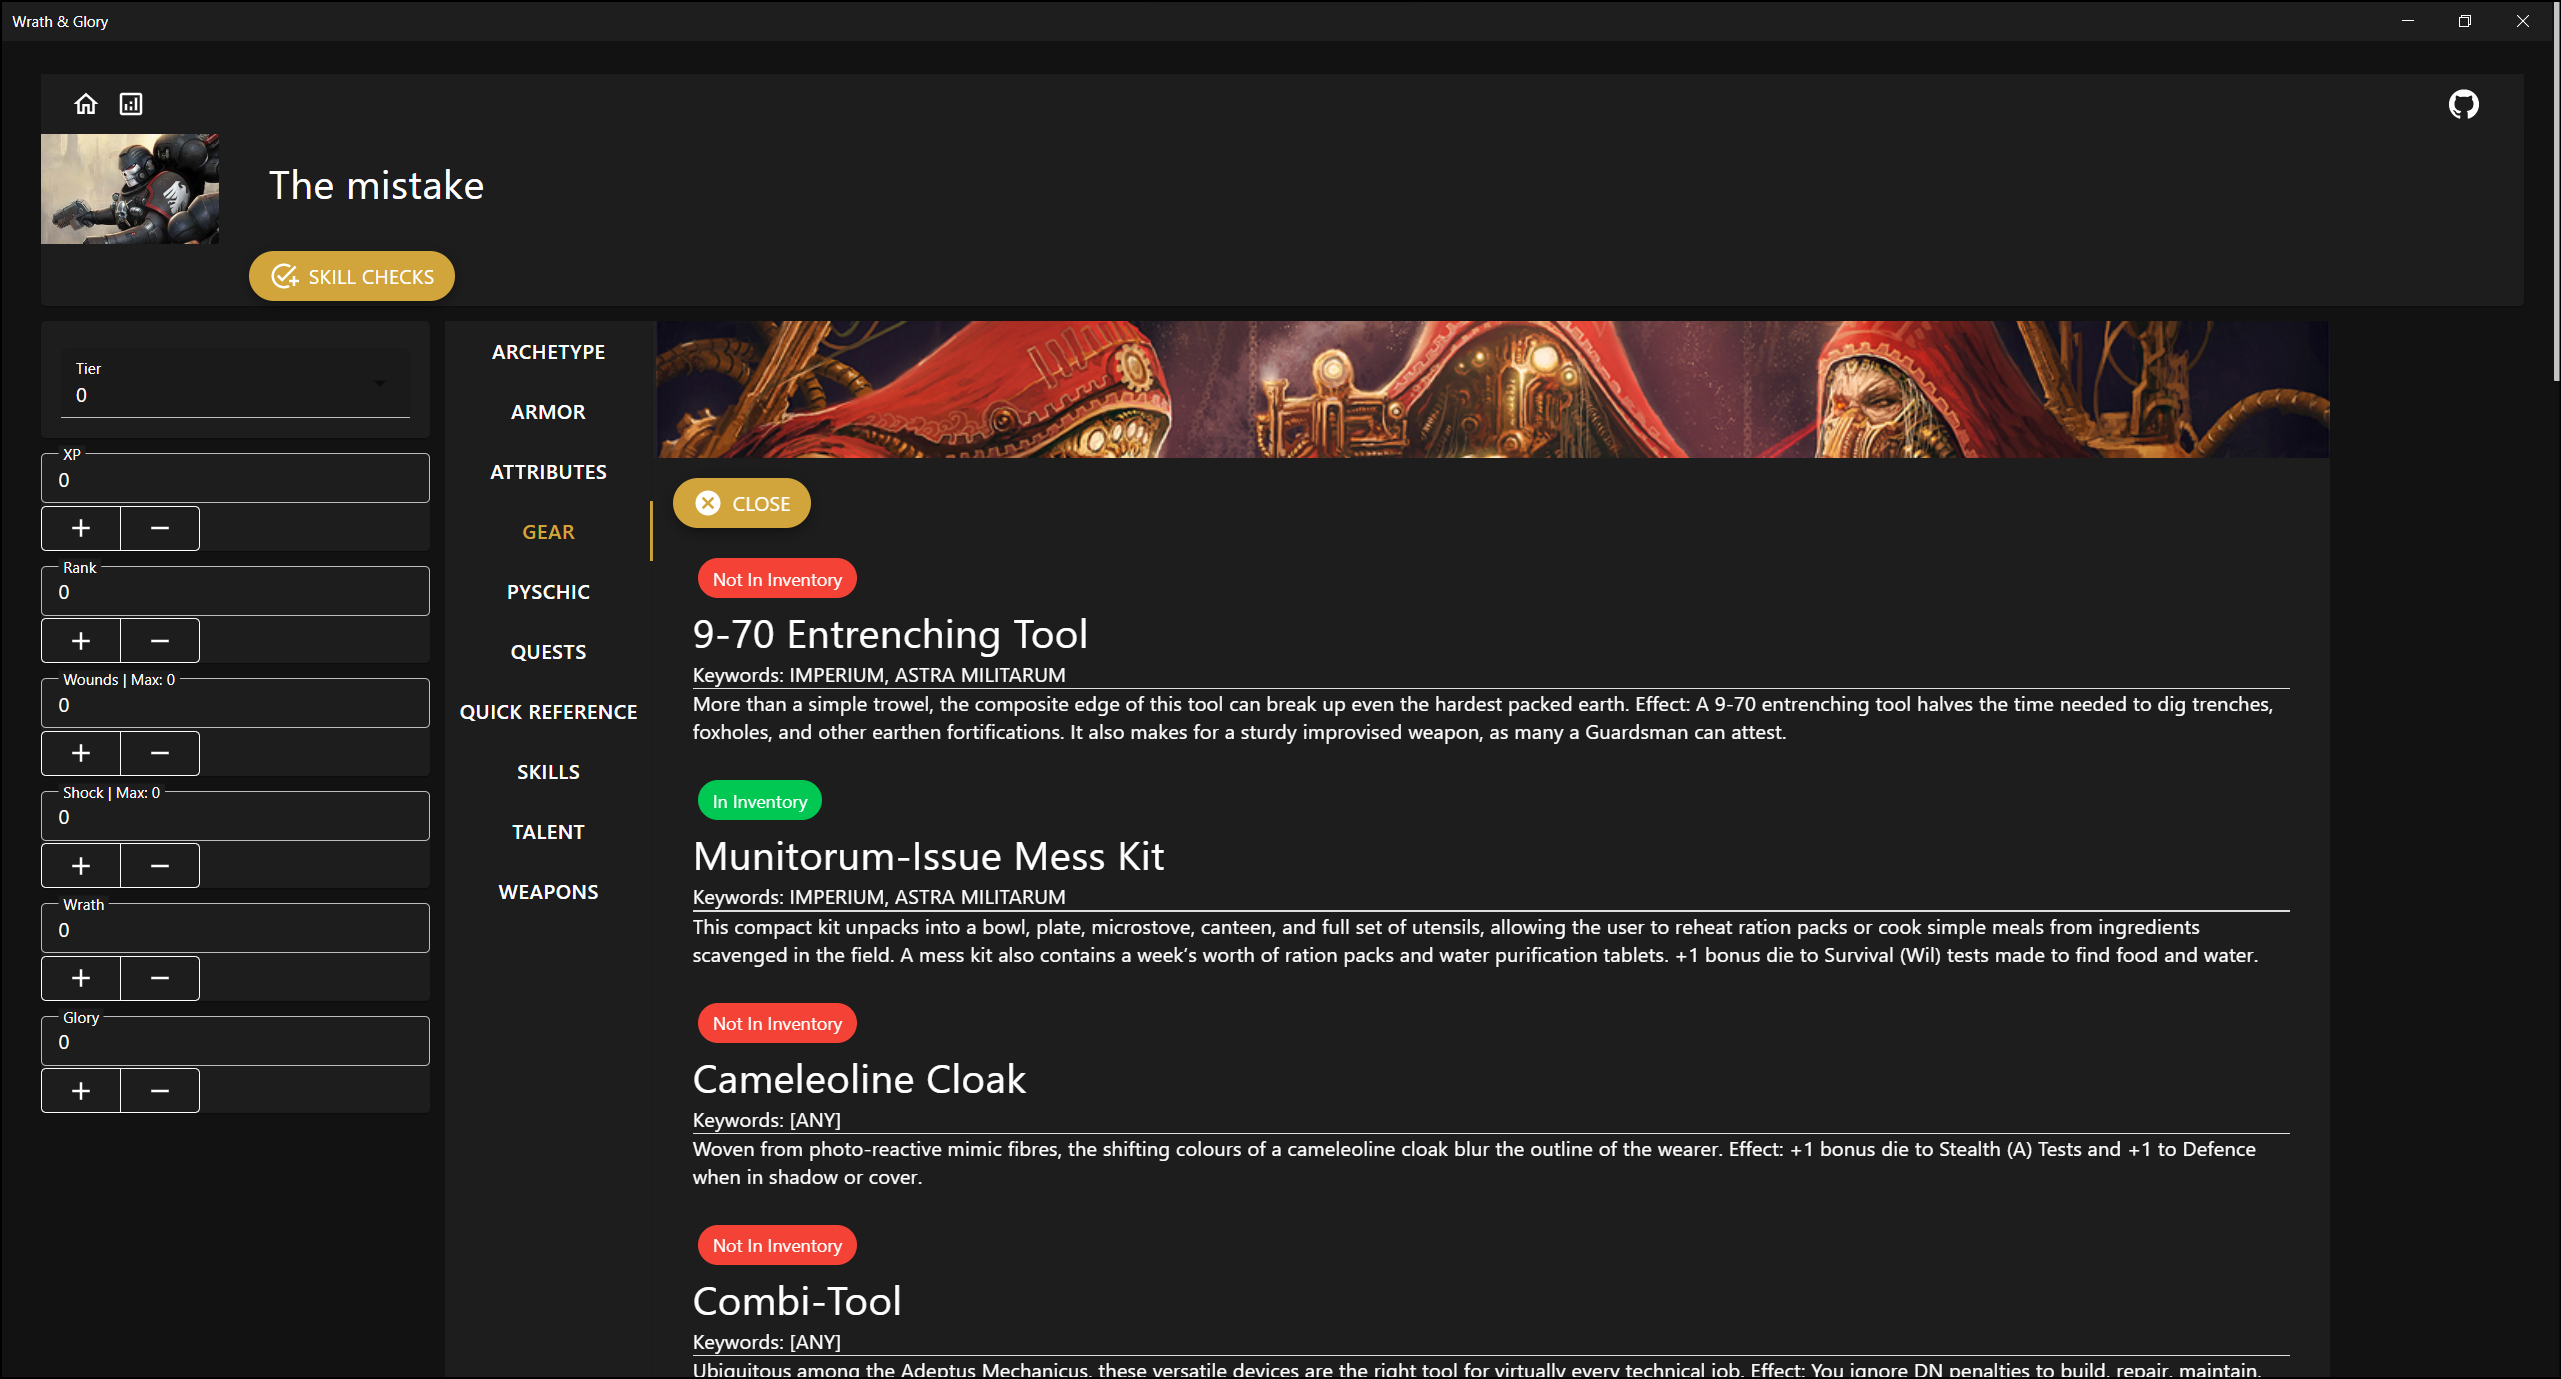 Wrath & Glory
The mistake
SKILL CHECKS
Tier
0
XP
0
Rank
0
Wounds | Max: 0
0
Shock | Max: 0
0
Wrath
0
Glory
0
ARCHETYPE
ARMOR
ATTRIBUTES
GEAR
PYSCHIC
QUESTS
QUICK REFERENCE
SKILLS
TALENT
WEAPONS
CLOSE
Not In Inventory
9-70 Entrenching Tool
Keywords: IMPERIUM, ASTRA MILITARUM
More than a simple trowel, the composite edge of this tool can break up even the hardest packed earth. Effect: A 9-70 entrenching tool halves the time needed to dig trenches,
foxholes, and other earthen fortifications. It also makes for a sturdy improvised weapon, as many a Guardsman can attest.
In Inventory
Munitorum-Issue Mess Kit
Keywords: IMPERIUM, ASTRA MILITARUM
This compact kit unpacks into a bowl, plate, microstove, canteen, and full set of utensils, allowing the user to reheat ration packs or cook simple meals from ingredients
scavenged in the field. A mess kit also contains a week’s worth of ration packs and water purification tablets. +1 bonus die to Survival (Wil) tests made to find food and water.
Not In Inventory
Cameleoline Cloak
Keywords: [ANY]
Woven from photo-reactive mimic fibres, the shifting colours of a cameleoline cloak blur the outline of the wearer. Effect: +1 bonus die to Stealth (A) Tests and +1 to Defence
when in shadow or cover.
Not In Inventory
Combi-Tool
Keywords: [ANY]
Ubiquitous among the Adeptus Mechanicus, these versatile devices are the right tool for virtually every technical job. Effect: You ignore DN penalties to build, repair, maintain,